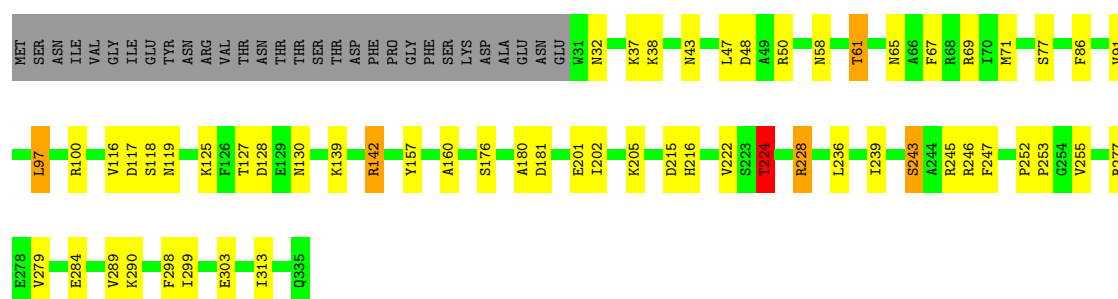 MET SER ASN ILE VAL GLY ILE GLU TYR ASN ASN ARG VAL THR ASN THR THR SER THR ASP PHE PRO GLY PHE SER LYS ASP ALA GLU ASN GLU W31 N32 K37 K38 N43 L47 D48 A49 R50 N58 T61 N65 A66 F67 R68 R69 I70 M71 S77 F86 V91
L97 R100 V116 D117 S118 N119 K125 F126 T127 D128 E129 N130 K139 R142 Y157 A160 S176 A180 D181 E201 I202 K205 D215 H216 V222 S223 T224 R228 L236 I239 S243 A244 R245 R246 F247 P252 P253 G254 V255
E278 V279 E284 V289 K290 F298 I299 E303 I313 Q335